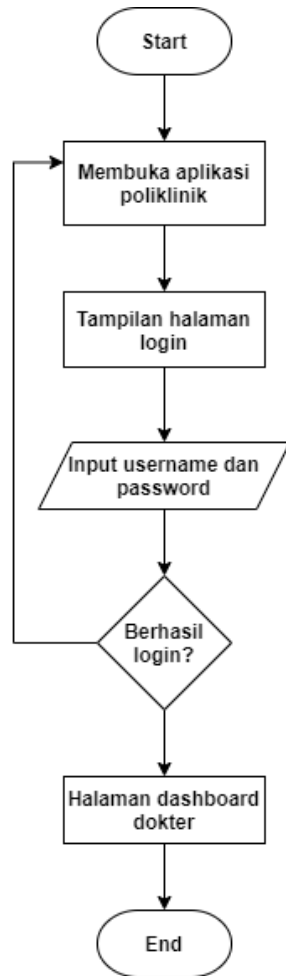 Start
Membuka aplikasi
poliklinik
Tampilan halaman
login
Input username dan
password
Berhasil
login?
Halaman dashboard
dokter
End